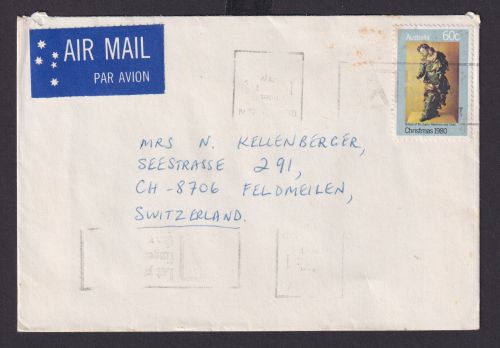 AIR MAIL
PAR AVION
Australia 60c
Christmas 1980
MRS N. KELLENBERGER,
SEESTRASSE 291,
CH-8706 FELDMEILEN,
SWITZERLAND.